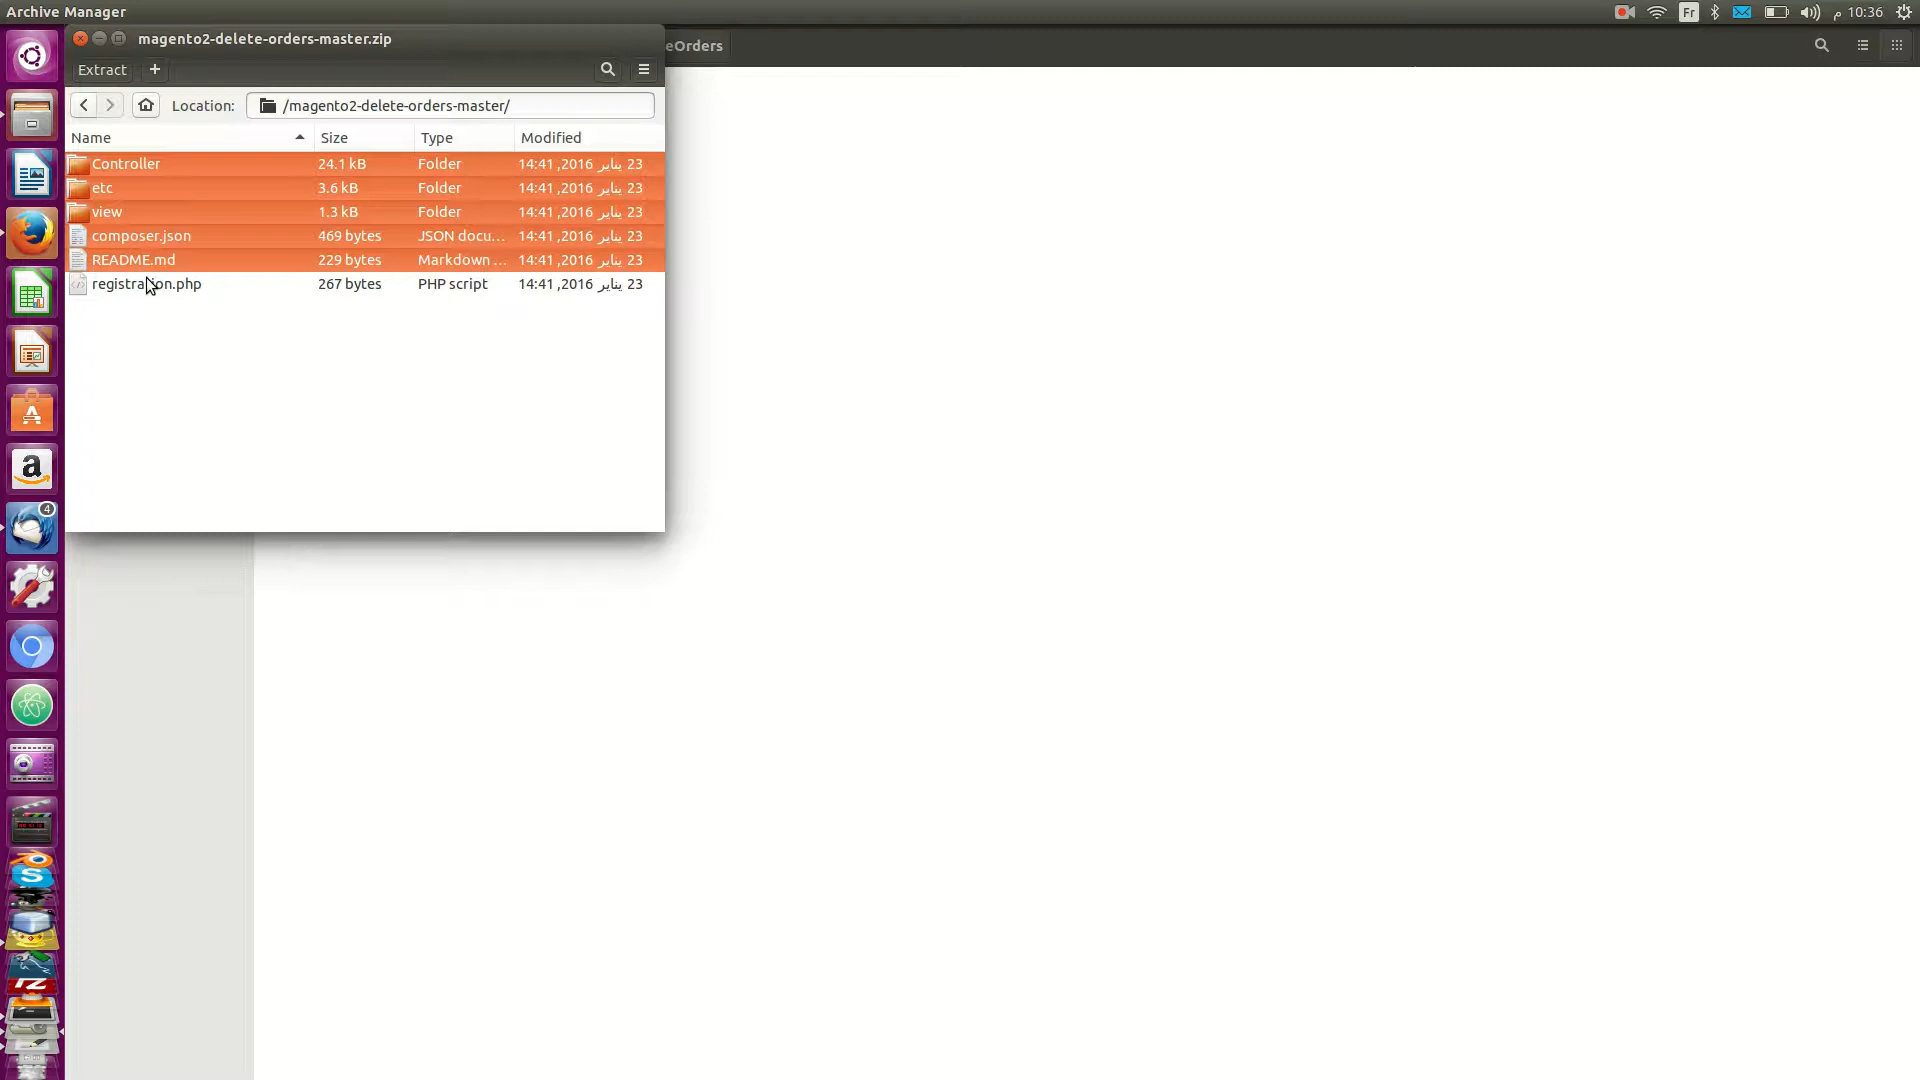 Archive Manager
Fr
م 10:36
magento2-delete-orders-master.zip
eOrders
Extract
Location: /magento2-delete-orders-master/
Name Size Type Modified
Controller 24.1 kB Folder 14:41 ,2016 يناير 23
etc 3.6 kB Folder 14:41 ,2016 يناير 23
view 1.3 kB Folder 14:41 ,2016 يناير 23
composer.json 469 bytes JSON docu... 14:41 ,2016 يناير 23
README.md 229 bytes Markdown ... 14:41 ,2016 يناير 23
registration.php 267 bytes PHP script 14:41 ,2016 يناير 23
4